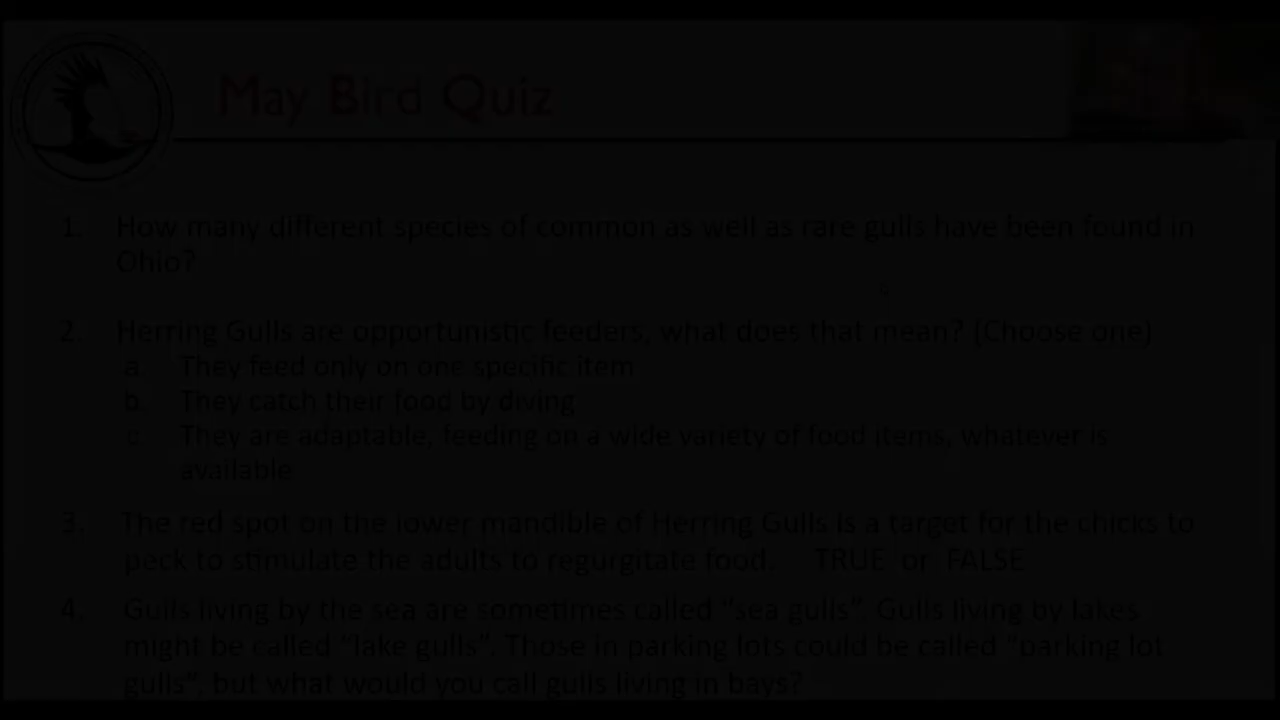 May Bird Quiz
1. How many different species of common as well as rare gulls have been found in
Ohio?
2. Herring Gulls are opportunistic feeders, what does that mean? (Choose one)
a. They feed only on one specific item
b. They catch their food by diving
c. They are adaptable, feeding on a wide variety of food items, whatever is
available
3. The red spot on the lower mandible of Herring Gulls is a target for the chicks to
peck to stimulate the adults to regurgitate food. TRUE or FALSE
4. Gulls living by the sea are sometimes called "sea gulls". Gulls living by lakes
might be called "lake gulls". Those in parking lots could be called "parking lot
gulls", but what would you call gulls living in bays?